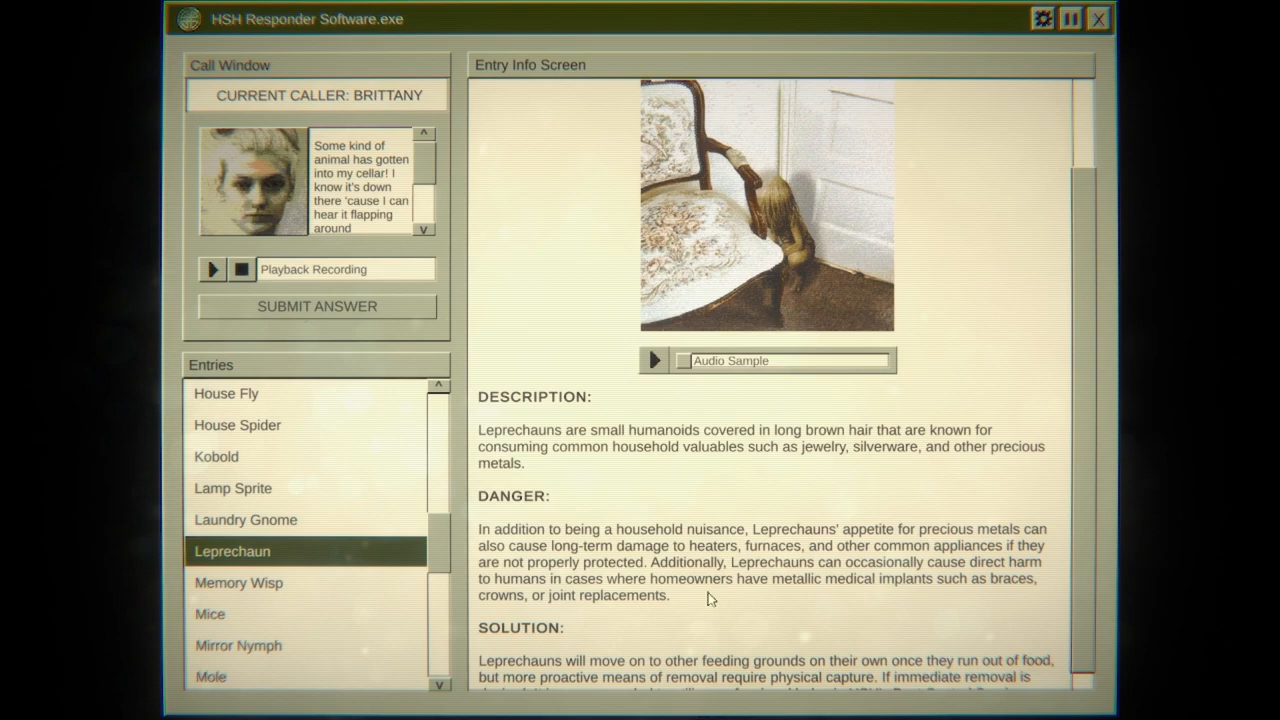 HSH Responder Software.exe
Call Window
CURRENT CALLER: BRITTANY
Some kind of
animal has gotten
into my cellar! I
know it's down
there 'cause I can
hear it flapping
around
Playback Recording
SUBMIT ANSWER
Entries
House Fly
House Spider
Kobold
Lamp Sprite
Laundry Gnome
Leprechaun
Memory Wisp
Mice
Mirror Nymph
Mole
Entry Info Screen
Audio Sample
DESCRIPTION:
Leprechauns are small humanoids covered in long brown hair that are known for
consuming common household valuables such as jewelry, silverware, and other precious
metals.
DANGER:
In addition to being a household nuisance, Leprechauns' appetite for precious metals can
also cause long-term damage to heaters, furnaces, and other common appliances if they
are not properly protected. Additionally, Leprechauns can occasionally cause direct harm
to humans in cases where homeowners have metallic medical implants such as braces,
crowns, or joint replacements.
SOLUTION:
Leprechauns will move on to other feeding grounds on their own once they run out of food,
but more proactive means of removal require physical capture. If immediate removal is